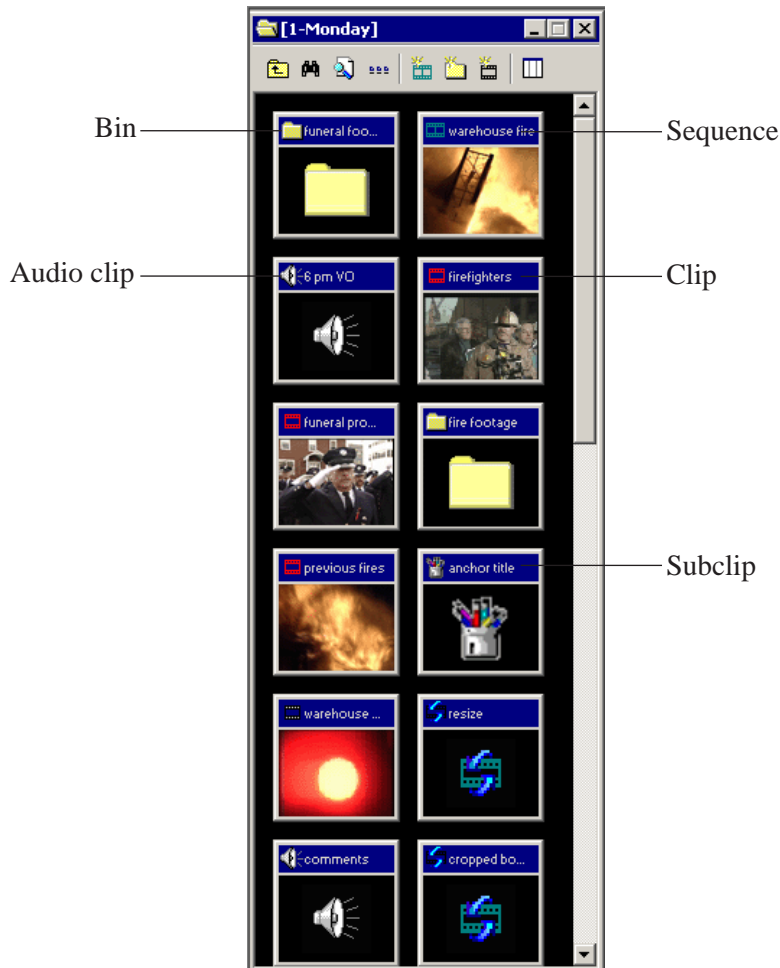 [1-Monday]
Bin
funeral foo...
warehouse fire
Sequence
Audio clip
6 pm VO
firefighters
Clip
funeral pro...
fire footage
previous fires
anchor title
Subclip
warehouse ...
resize
comments
cropped bo...